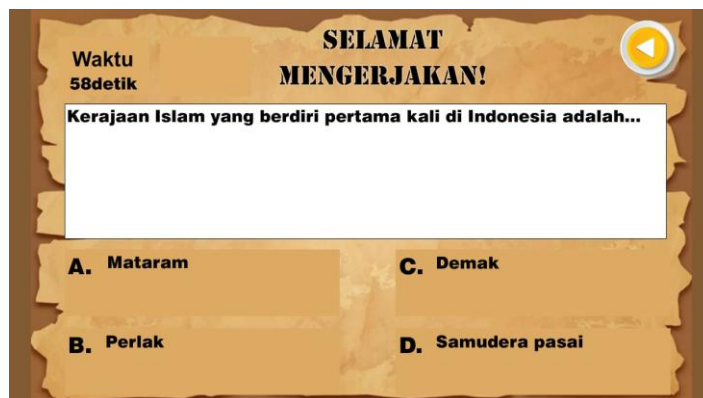 SELAMAT
MENGERJAKAN!
Waktu
58detik
Kerajaan Islam yang berdiri pertama kali di Indonesia adalah...
A. Mataram
B. Perlak
C. Demak
D. Samudera pasai